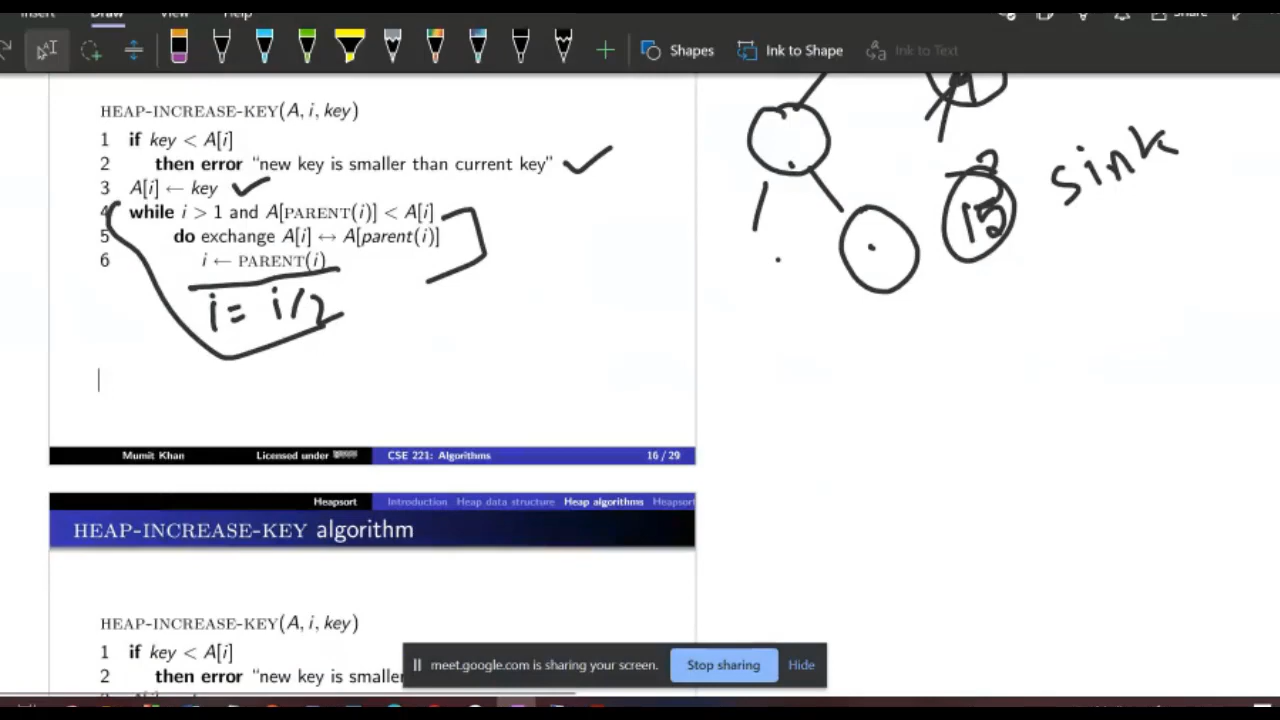 Insert Draw View Help Share
Shapes Ink to Shape Ink to Text
HEAP-INCREASE-KEY(A, i, key)
1 if key < A[i]
2 then error “new key is smaller than current key”
3 A[i] ← key
4 while i > 1 and A[PARENT(i)] < A[i]
5 do exchange A[i] ↔ A[parent(i)]
6 i ← PARENT(i)
i = i/2
15
sink
Mumit Khan Licensed under CSE 221: Algorithms 16 / 29
Heapsort Introduction Heap data structure Heap algorithms Heapsort
HEAP-INCREASE-KEY algorithm
HEAP-INCREASE-KEY(A, i, key)
1 if key < A[i]
2 then error “new key is smaller
meet.google.com is sharing your screen. Stop sharing Hide